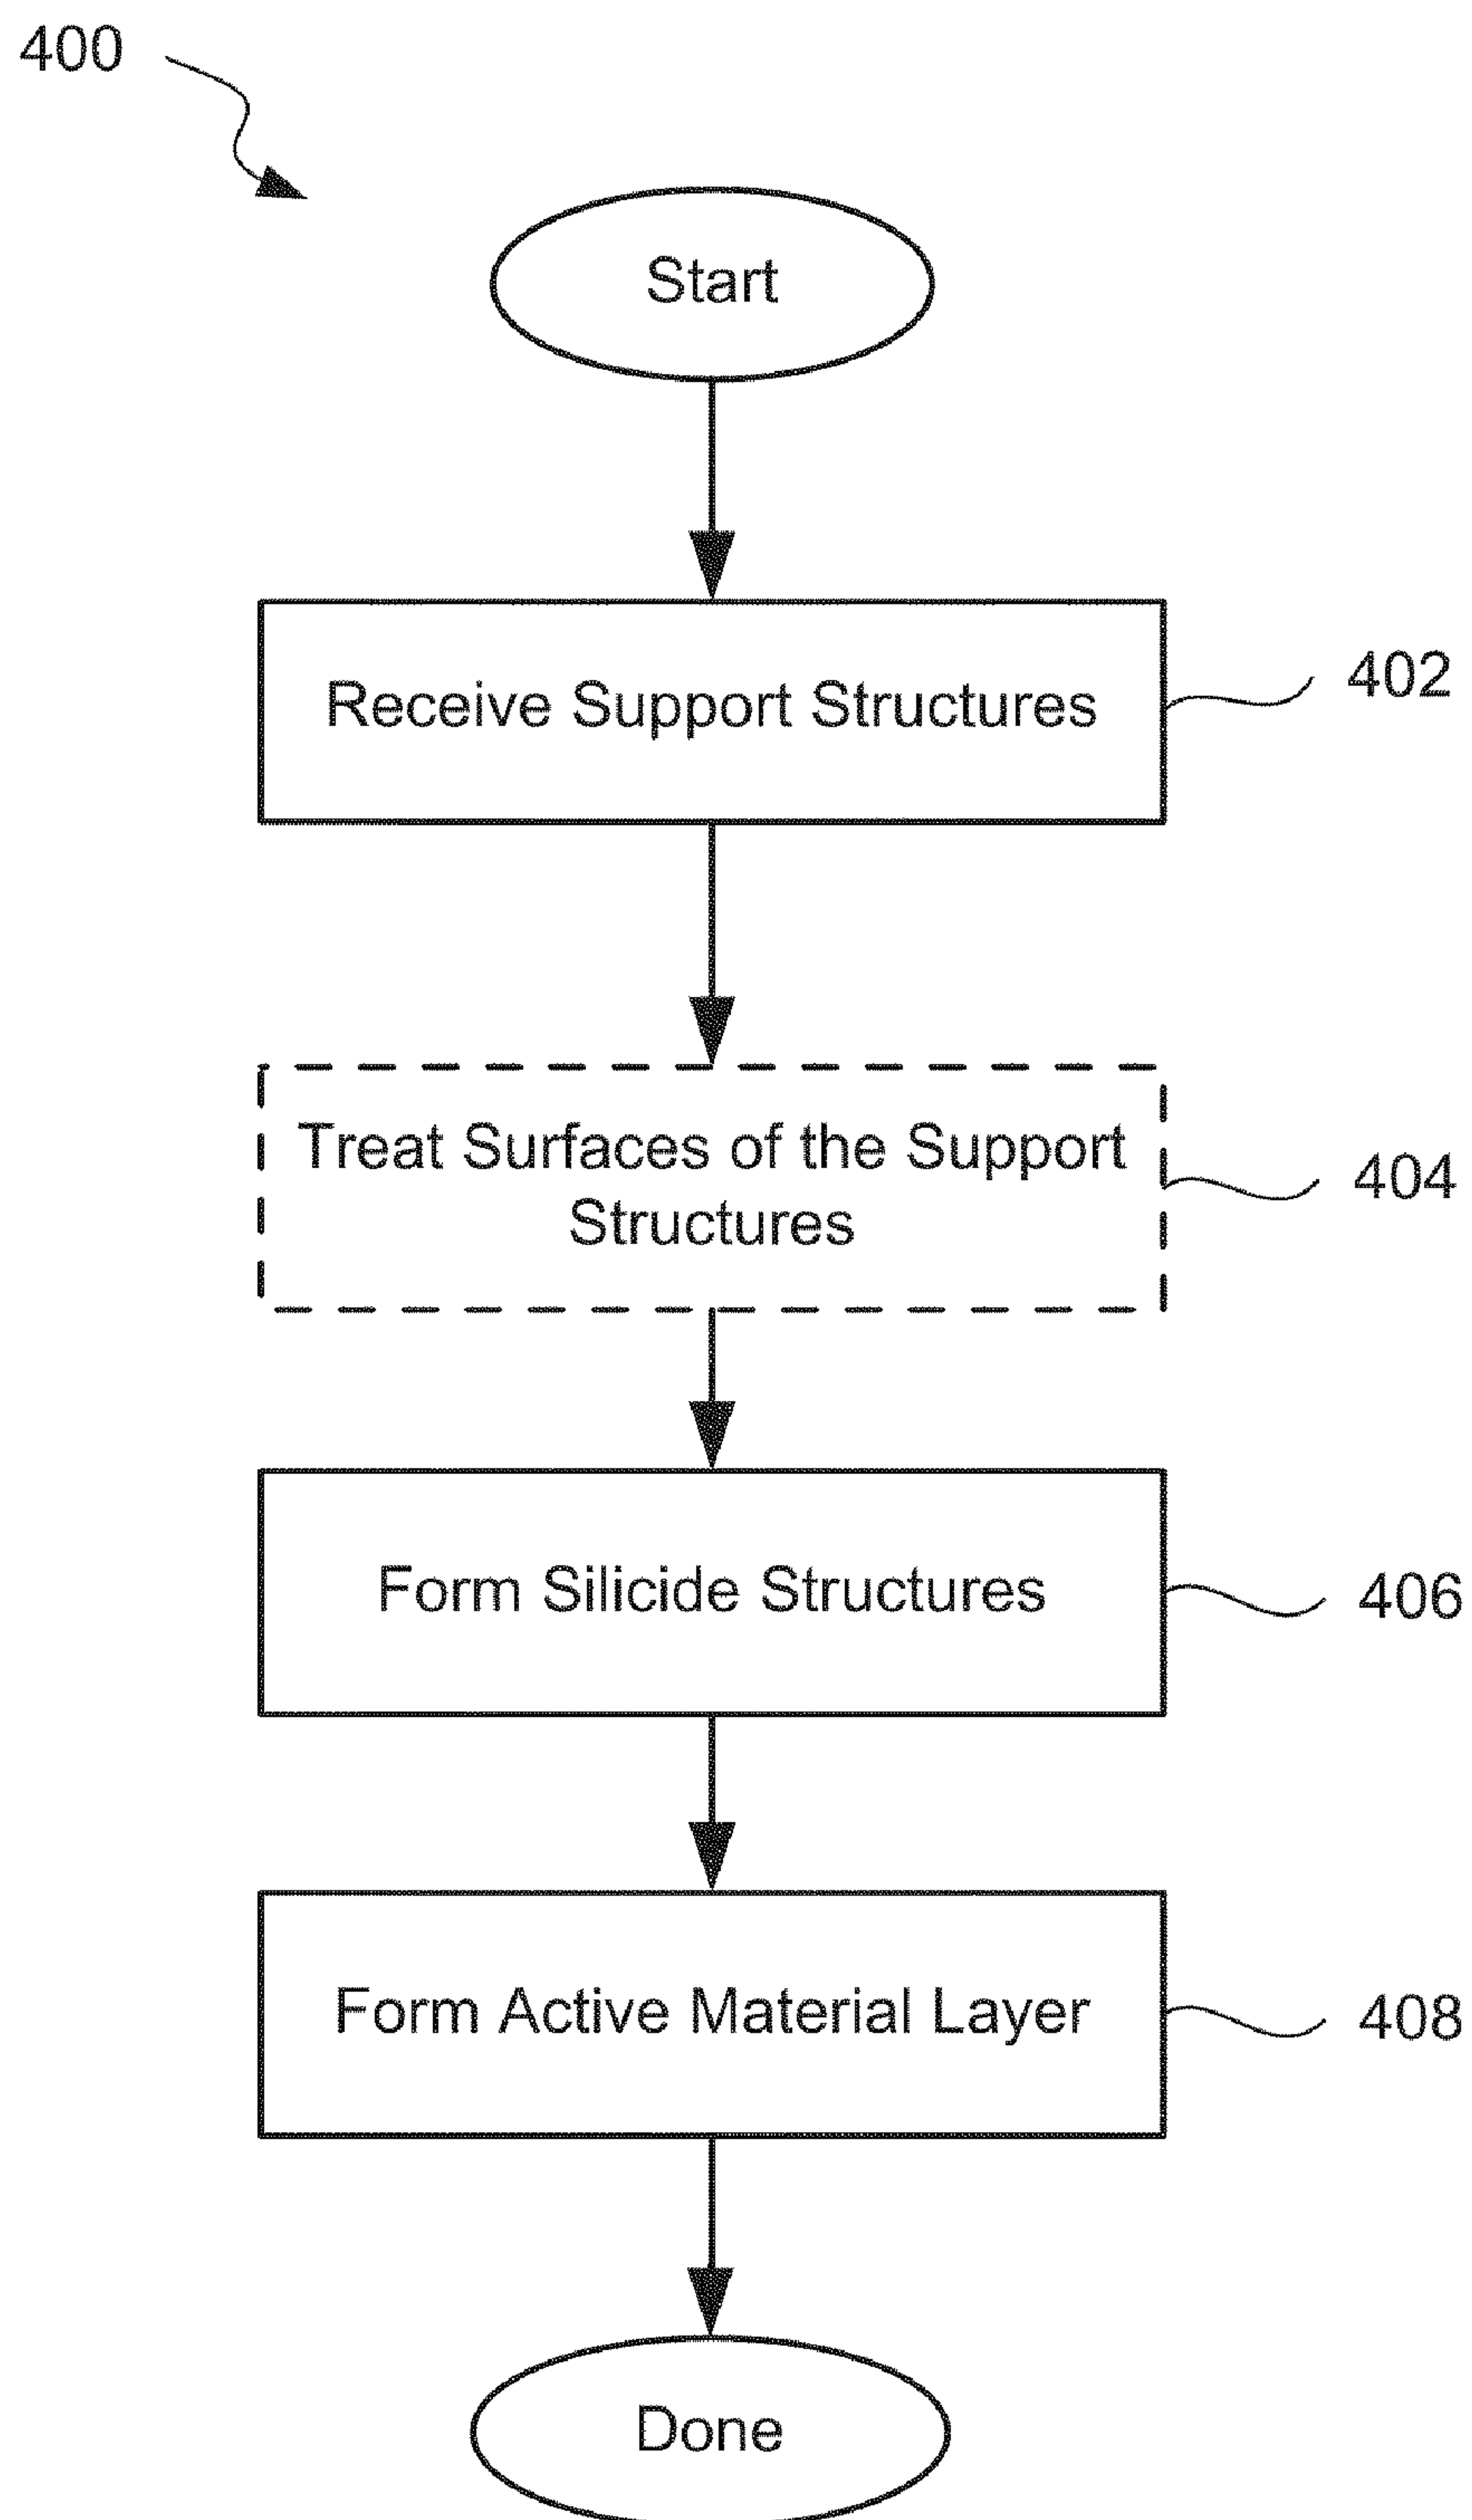 400
Start
Receive Support Structures
402
Treat Surfaces of the Support
Structures
404
Form Silicide Structures
406
Form Active Material Layer
408
Done